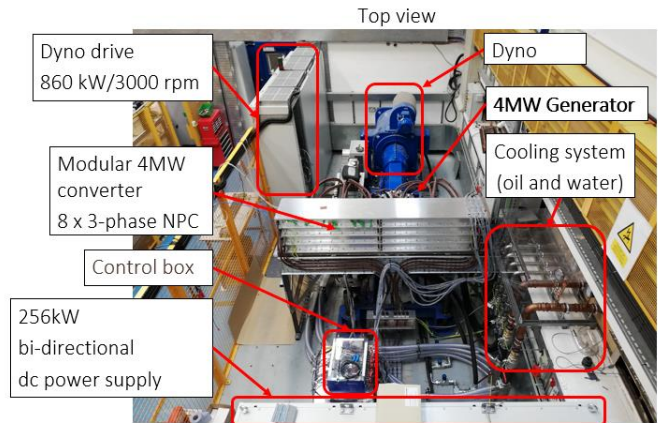 Top view
Dyno drive
860 kW/3000 rpm
Dyno
4MW Generator
Cooling system
(oil and water)
Modular 4MW
converter
8 x 3-phase NPC
Control box
256kW
bi-directional
dc power supply